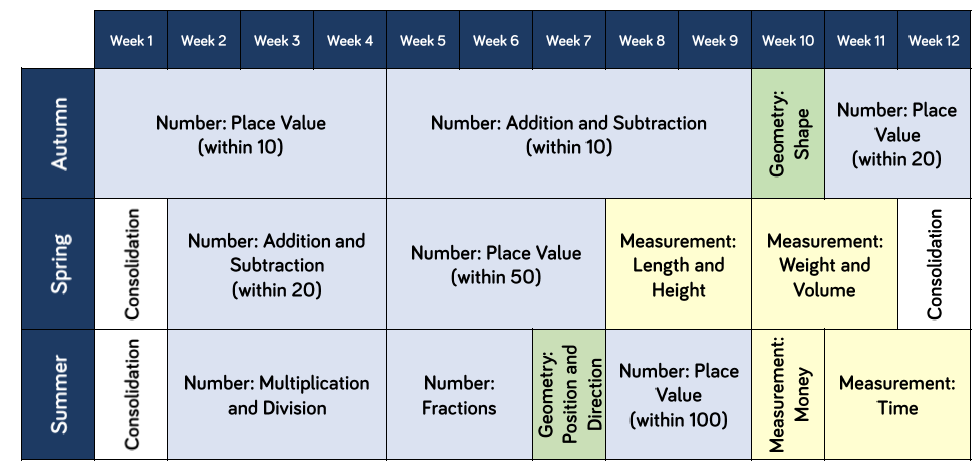 Week 1 Week 2 Week 3 Week 4 Week 5 Week 6 Week 7 Week 8 Week 9 Week 10 Week 11 Week 12
Autumn
Number: Place Value
(within 10)
Number: Addition and Subtraction
(within 10)
Geometry:
Shape
Number: Place
Value
(within 20)
Spring
Consolidation
Number: Addition and
Subtraction
(within 20)
Number: Place Value
(within 50)
Measurement:
Length and
Height
Measurement:
Weight and
Volume
Consolidation
Summer
Consolidation
Number: Multiplication
and Division
Number:
Fractions
Geometry:
Position and
Direction
Number: Place
Value
(within 100)
Measurement:
Money
Measurement:
Time